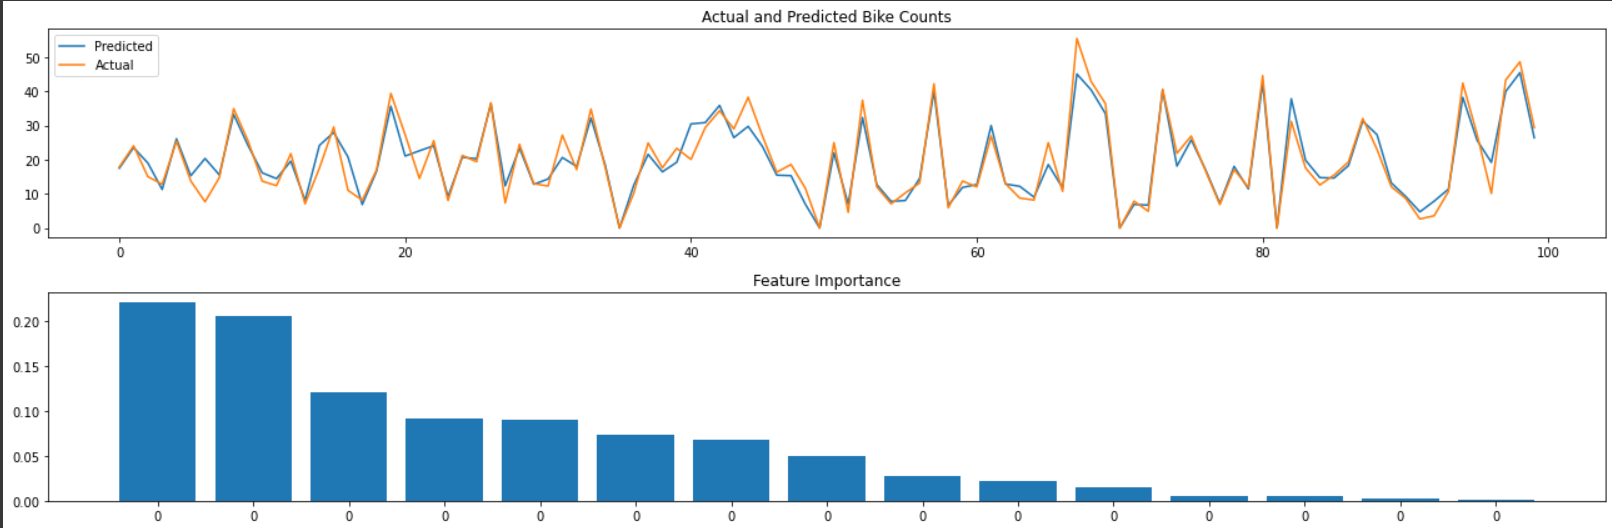 Actual and Predicted Bike Counts
Predicted
Actual
50
40
30
20
10
0
0 20 40 60 80 100
Feature Importance
0.20
0.15
0.10
0.05
0.00
0 0 0 0 0 0 0 0 0 0 0 0 0 0 0